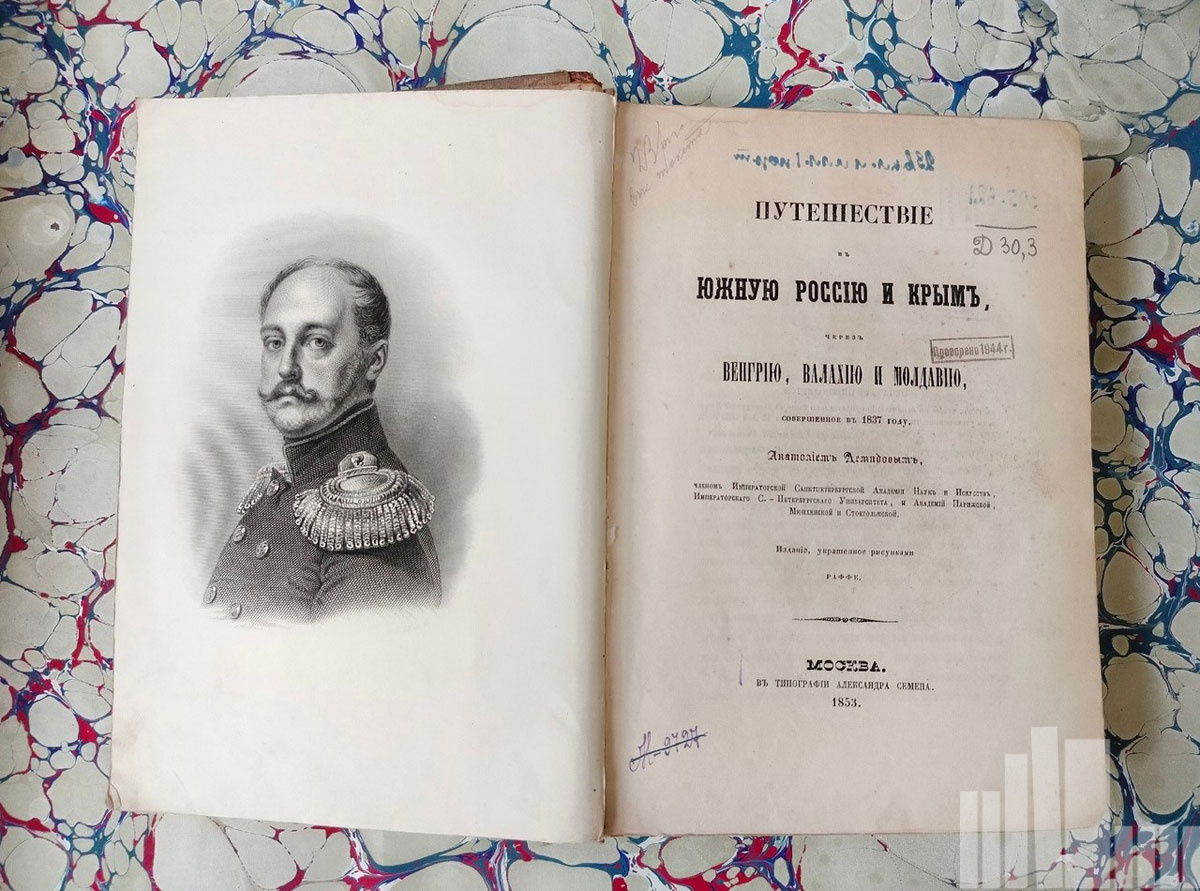 ПУТЕШЕСТВІЕ
въ
ЮЖНУЮ РОССІЮ И КРЫМЪ,
ЧЕРЕЗЪ
ВЕНГРІЮ, ВАЛАХІЮ И МОЛДАВІЮ,
СОВЕРШЕННОЕ ВЪ 1837 ГОДУ,
Анатоліемъ Демидовымъ,
членомъ Императорской Санктпетербургской Академіи Наукъ и Искусствъ,
Императорскаго С.-Петербургскаго Университета, и Академій Парижской,
Мюнхенской и Стокгольмской.
Изданіе, украшенное рисунками
РАФФЕ.
МОСКВА.
ВЪ ТИПОГРАФІИ АЛЕКСАНДРА СЕМЕНА.
1853.
Д 30,3
Проверено 1944 г.